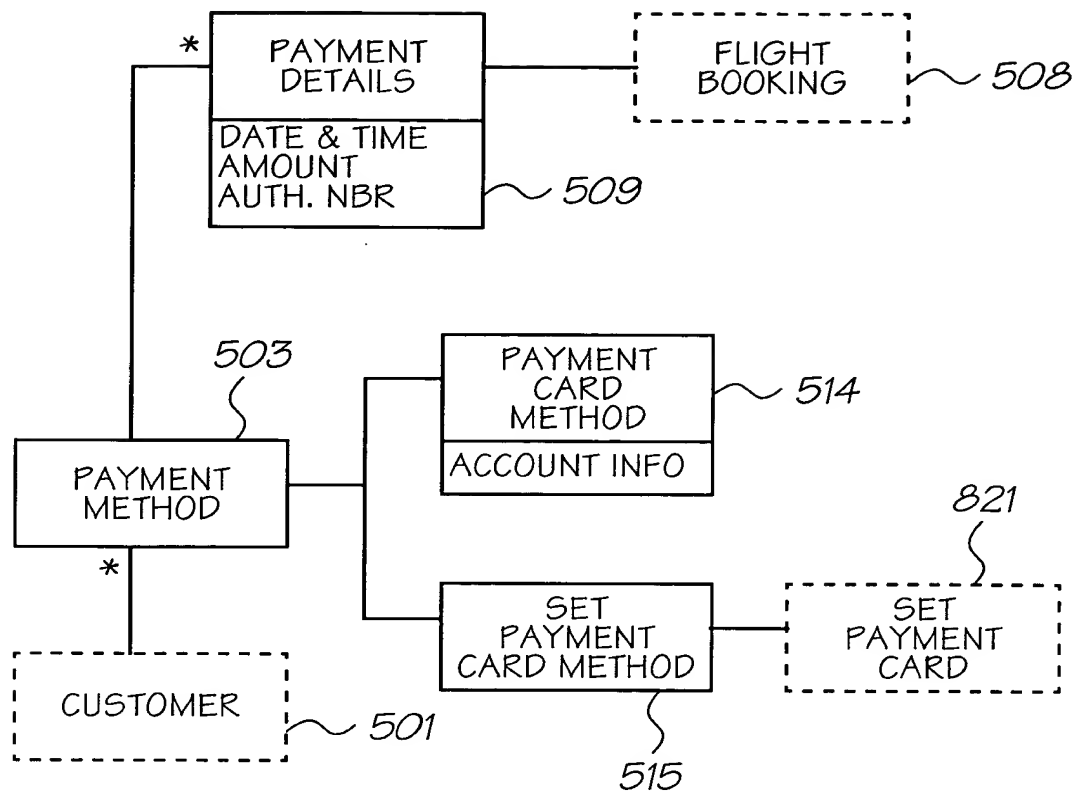 *
PAYMENT
DETAILS
DATE & TIME
AMOUNT
AUTH. NBR
509
FLIGHT
BOOKING
508
503
PAYMENT
METHOD
*
PAYMENT
CARD
METHOD
ACCOUNT INFO
514
SET
PAYMENT
CARD METHOD
515
821
SET
PAYMENT
CARD
CUSTOMER
501